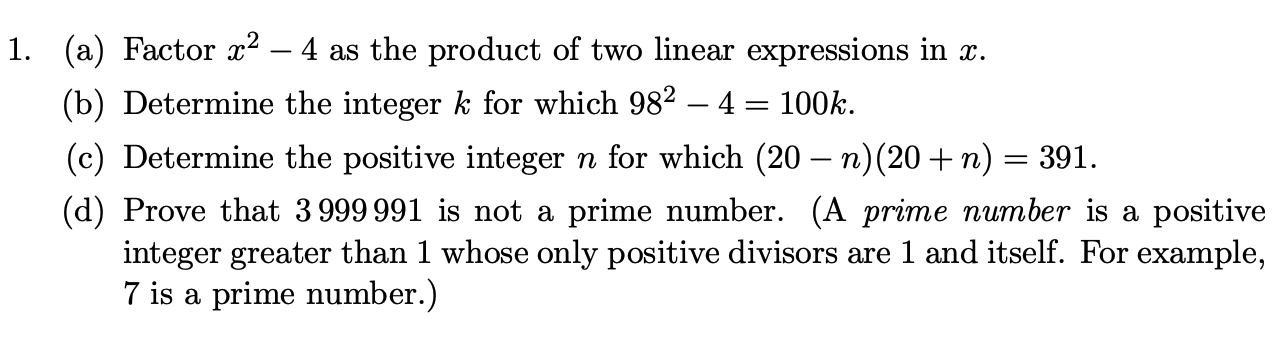 1. (a) Factor x² − 4 as the product of two linear expressions in x.
(b) Determine the integer k for which 98² − 4 = 100k.
(c) Determine the positive integer n for which (20 − n)(20 + n) = 391.
(d) Prove that 3 999 991 is not a prime number. (A prime number is a positive
integer greater than 1 whose only positive divisors are 1 and itself. For example,
7 is a prime number.)